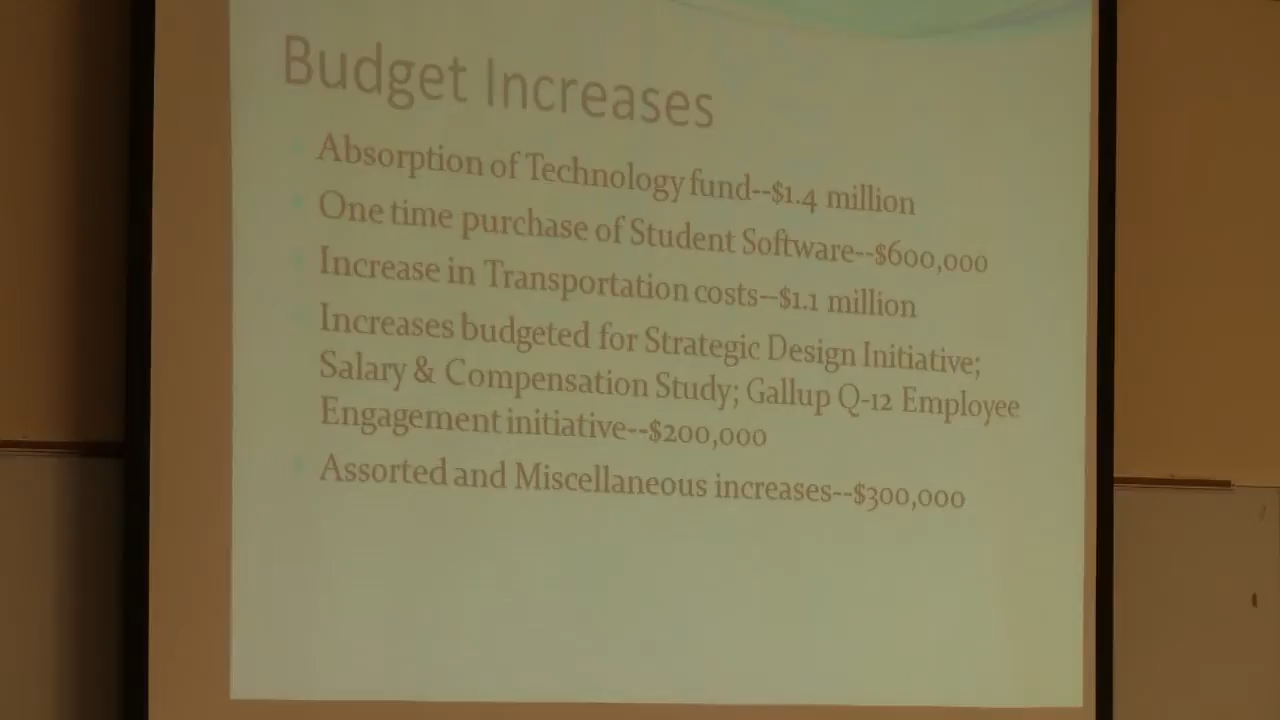 Budget Increases
Absorption of Technology fund--$1.4 million
One time purchase of Student Software--$600,000
Increase in Transportation costs--$1.1 million
Increases budgeted for Strategic Design Initiative;
Salary & Compensation Study; Gallup Q-12 Employee
Engagement initiative--$200,000
Assorted and Miscellaneous increases--$300,000